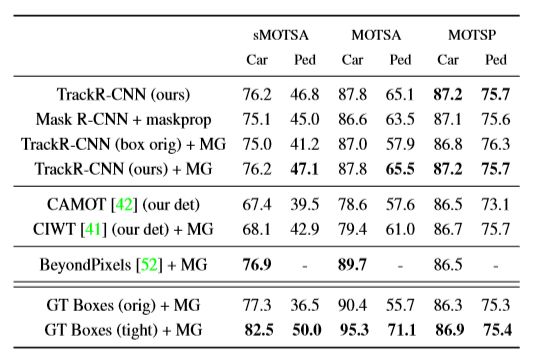 sMOTSA MOTSA MOTSP
Car Ped Car Ped Car Ped
TrackR-CNN (ours) 76.2 46.8 87.8 65.1 87.2 75.7
Mask R-CNN + maskprop 75.1 45.0 86.6 63.5 87.1 75.6
TrackR-CNN (box orig) + MG 75.0 41.2 87.0 57.9 86.8 76.3
TrackR-CNN (ours) + MG 76.2 47.1 87.8 65.5 87.2 75.7
CAMOT [42] (our det) 67.4 39.5 78.6 57.6 86.5 73.1
CIWT [41] (our det) + MG 68.1 42.9 79.4 61.0 86.7 75.7
BeyondPixels [52] + MG 76.9 - 89.7 - 86.5 -
GT Boxes (orig) + MG 77.3 36.5 90.4 55.7 86.3 75.3
GT Boxes (tight) + MG 82.5 50.0 95.3 71.1 86.9 75.4